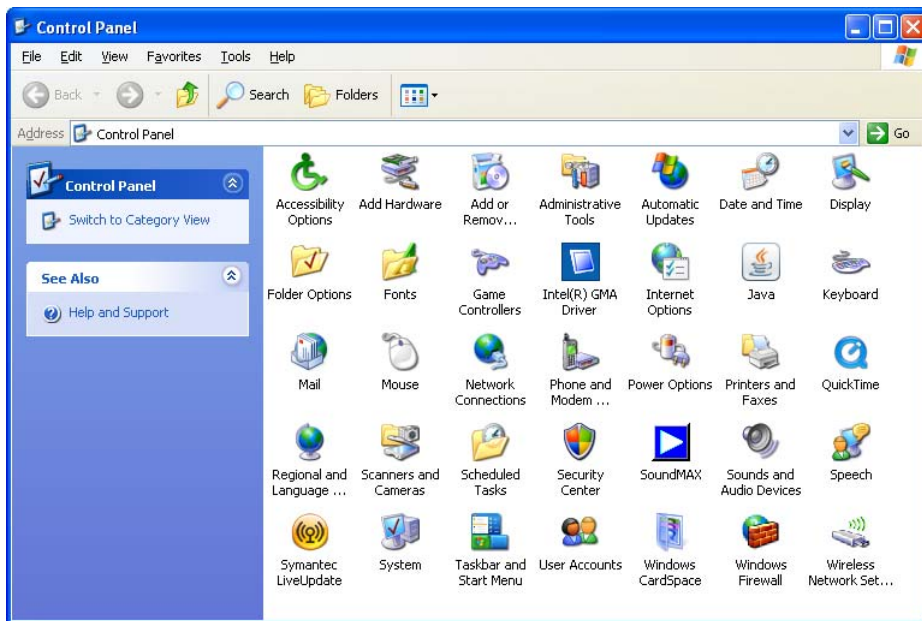 Control Panel
File Edit View Favorites Tools Help
Back Search Folders
Address Control Panel Go
Control Panel
Switch to Category View
See Also
Help and Support
Accessibility Options
Add Hardware
Add or Remov...
Administrative Tools
Automatic Updates
Date and Time
Display
Folder Options
Fonts
Game Controllers
Intel(R) GMA Driver
Internet Options
Java
Keyboard
Mail
Mouse
Network Connections
Phone and Modem ...
Power Options
Printers and Faxes
QuickTime
Regional and Language ...
Scanners and Cameras
Scheduled Tasks
Security Center
SoundMAX
Sounds and Audio Devices
Speech
Symantec LiveUpdate
System
Taskbar and Start Menu
User Accounts
Windows CardSpace
Windows Firewall
Wireless Network Set...